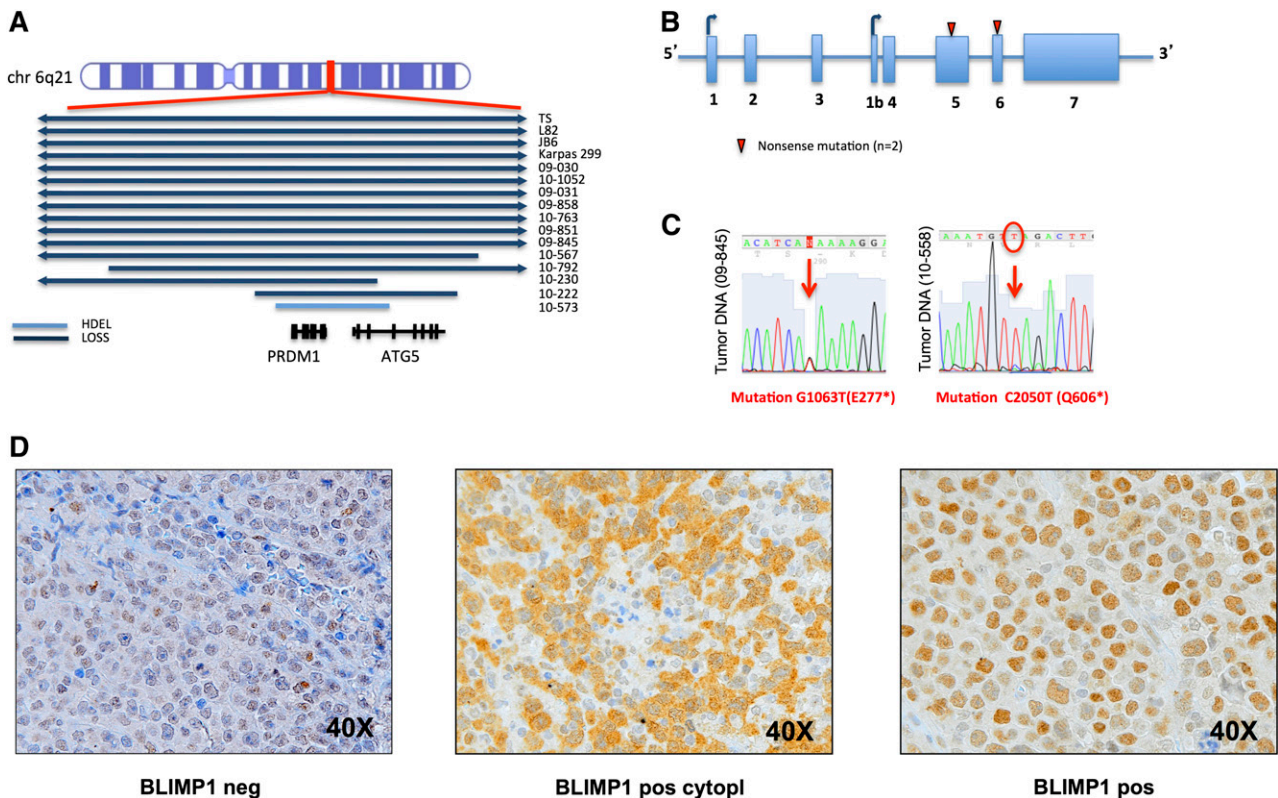 A
chr 6q21
TS
L82
JB6
Karpas 299
09-030
10-1052
09-031
09-858
10-763
09-851
09-845
10-567
10-792
10-230
10-222
10-573
HDEL
LOSS
PRDM1
ATG5
B
5’
3’
1
2
3
1b
4
5
6
7
Nonsense mutation (n=2)
C
Tumor DNA (09-845)
A C A T C A A A A A G G A
T S - K
290
Mutation G1063T(E277*)
Tumor DNA (10-558)
A A A T G T T A G A C T T
N R L
Mutation C2050T (Q606*)
D
40X
40X
40X
BLIMP1 neg
BLIMP1 pos cytopl
BLIMP1 pos